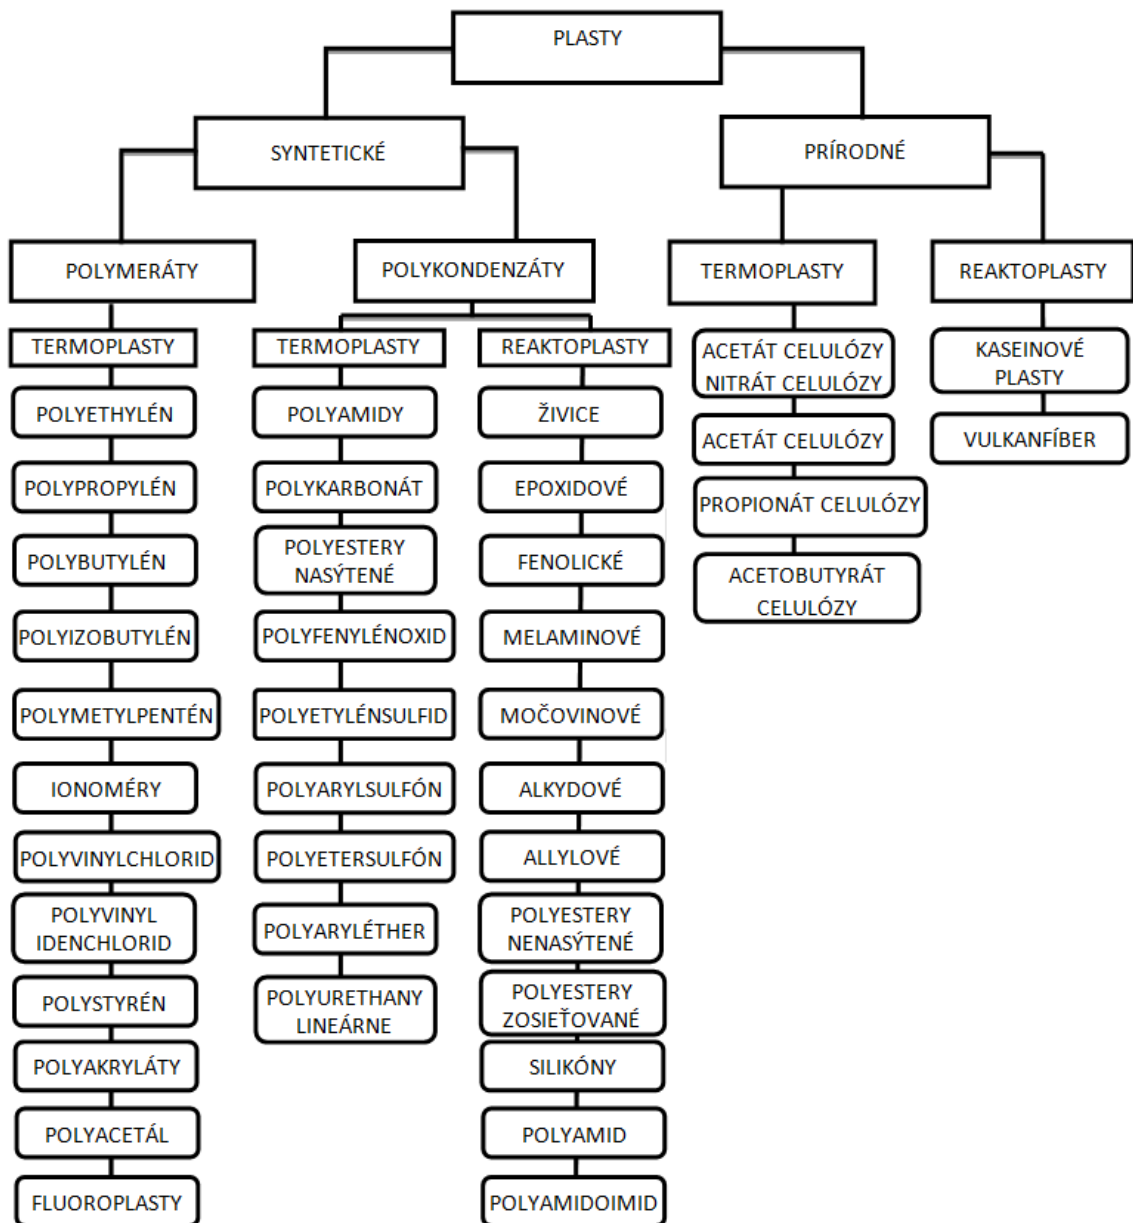 PLASTY
SYNTETICKÉ
PRÍRODNÉ
POLYMERÁTY
POLYKONDENZÁTY
TERMOPLASTY
REAKTOPLASTY
TERMOPLASTY
POLYETHYLÉN
POLYPROPYLÉN
POLYBUTYLÉN
POLYIZOBUTYLÉN
POLYMETYLPENTÉN
IONOMÉRY
POLYVINYLCHLORID
POLYVINYL
IDENCHLORID
POLYSTYRÉN
POLYAKRYLÁTY
POLYACETÁL
FLUOROPLASTY
TERMOPLASTY
POLYAMIDY
POLYKARBONÁT
POLYESTERY
NASÝTENÉ
POLYFENYLÉNOXID
POLYETYLÉNSULFID
POLYARYLSULFÓN
POLYETERSULFÓN
POLYARYLÉTHER
POLYURETHANY
LINEÁRNE
REAKTOPLASTY
ŽIVICE
EPOXIDOVÉ
FENOLICKÉ
MELAMINOVÉ
MOČOVINOVÉ
ALKYDOVÉ
ALLYLOVÉ
POLYESTERY
NENASÝTENÉ
POLYESTERY
ZOSIEŤOVANÉ
SILIKÓNY
POLYAMID
POLYAMIDOIMID
ACETÁT CELULÓZY
NITRÁT CELULÓZY
ACETÁT CELULÓZY
PROPIONÁT CELULÓZY
ACETOBUTYRÁT
CELULÓZY
KASEINOVÉ
PLASTY
VULKANFÍBER